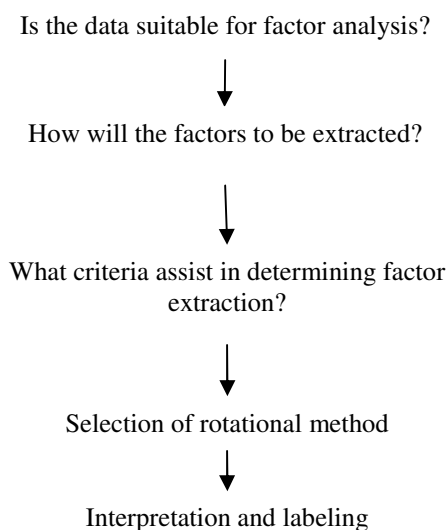 Is the data suitable for factor analysis?
How will the factors to be extracted?
What criteria assist in determining factor
extraction?
Selection of rotational method
Interpretation and labeling